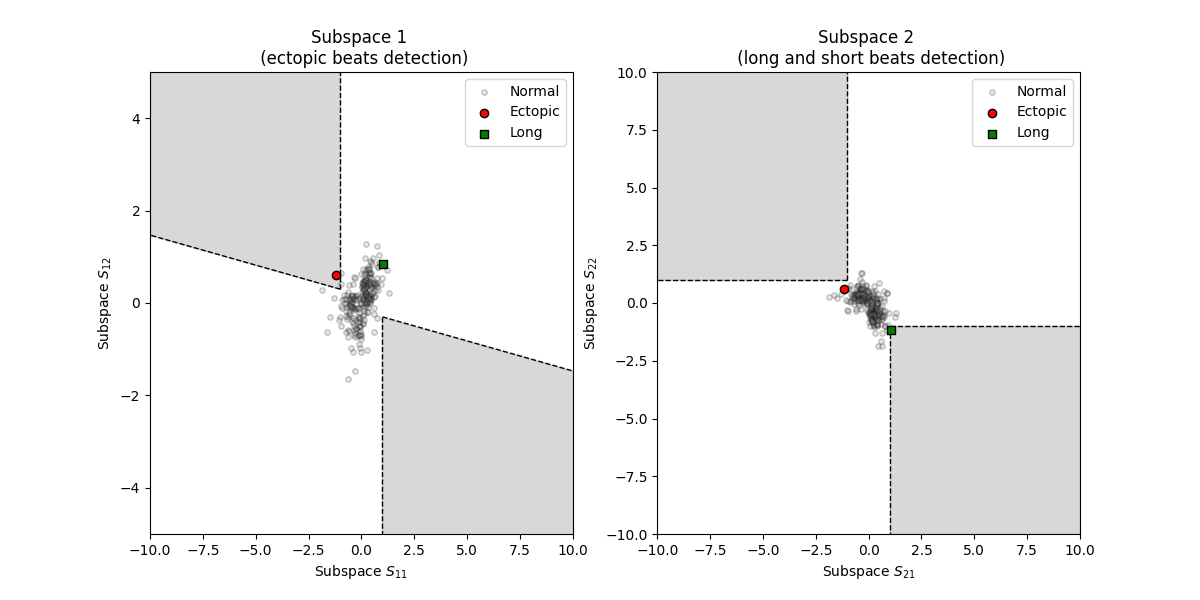 Subspace 1
(ectopic beats detection)
Normal
Ectopic
Long
4
2
0
−2
−4
Subspace S₁₂
−10.0 −7.5 −5.0 −2.5 0.0 2.5 5.0 7.5 10.0
Subspace S₁₁
Subspace 2
(long and short beats detection)
Normal
Ectopic
Long
10.0
7.5
5.0
2.5
0.0
−2.5
−5.0
−7.5
−10.0
Subspace S₂₂
−10.0 −7.5 −5.0 −2.5 0.0 2.5 5.0 7.5 10.0
Subspace S₂₁